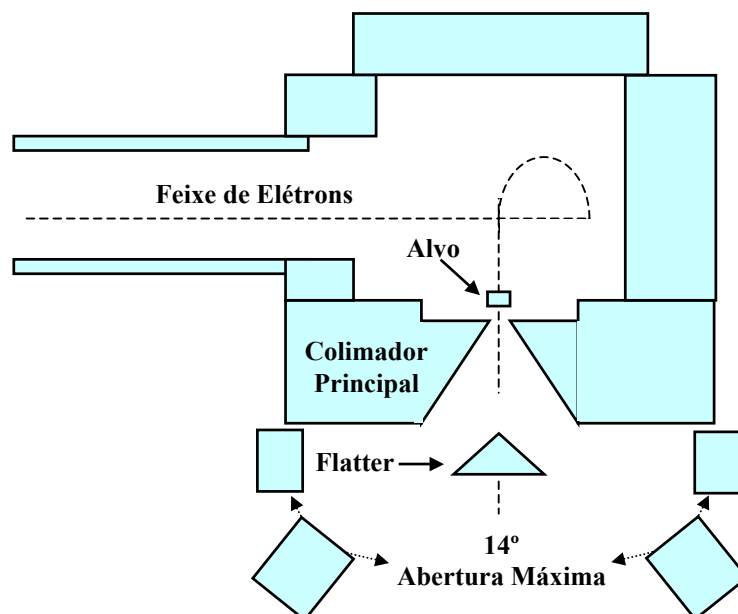 Feixe de Elétrons
Alvo
Colimador
Principal
Flatter
14º
Abertura Máxima